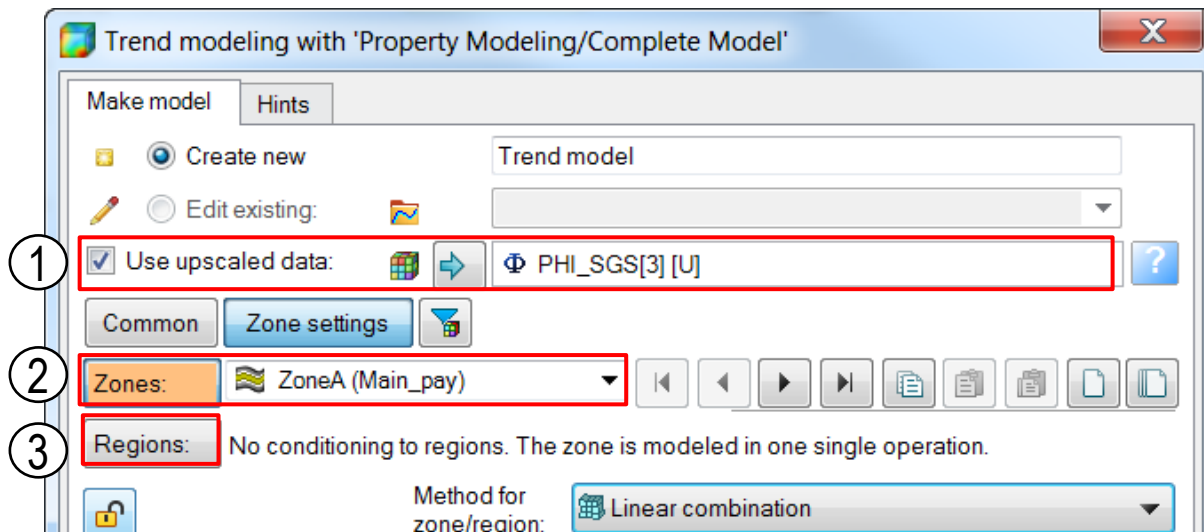 Trend modeling with 'Property Modeling/Complete Model'
X
Make model Hints
Create new Trend model
Edit existing:
1 Use upscaled data: Φ PHI_SGS[3] [U] ?
Common Zone settings
2 Zones: ZoneA (Main_pay)
3 Regions: No conditioning to regions. The zone is modeled in one single operation.
Method for
zone/region: Linear combination